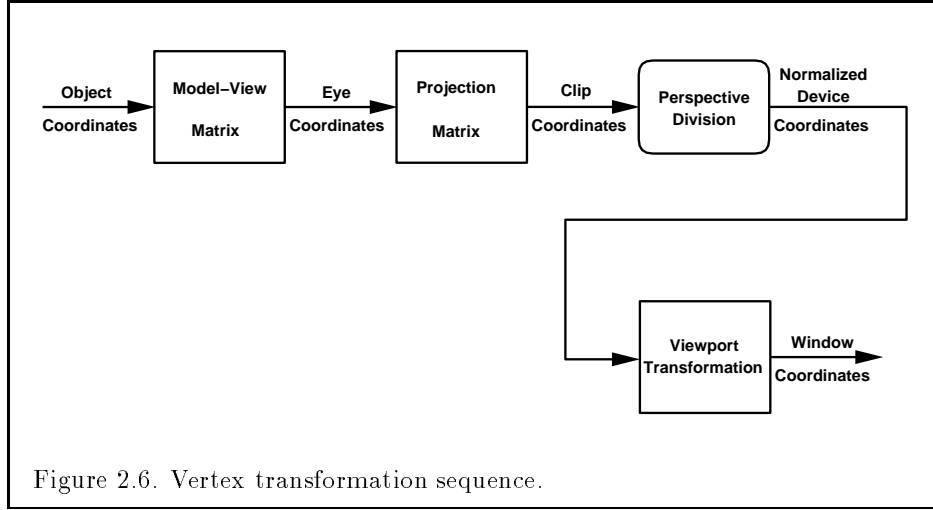 Object
Coordinates
Model–View
Matrix
Eye
Coordinates
Projection
Matrix
Clip
Coordinates
Perspective
Division
Normalized
Device
Coordinates
Viewport
Transformation
Window
Coordinates
Figure 2.6. Vertex transformation sequence.